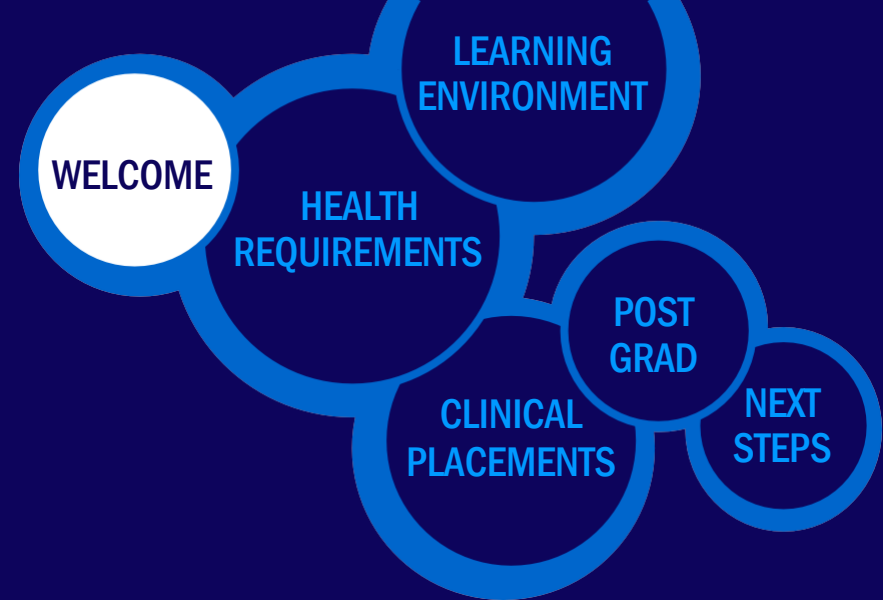 WELCOME
HEALTH
REQUIREMENTS
LEARNING
ENVIRONMENT
CLINICAL
PLACEMENTS
POST
GRAD
NEXT
STEPS